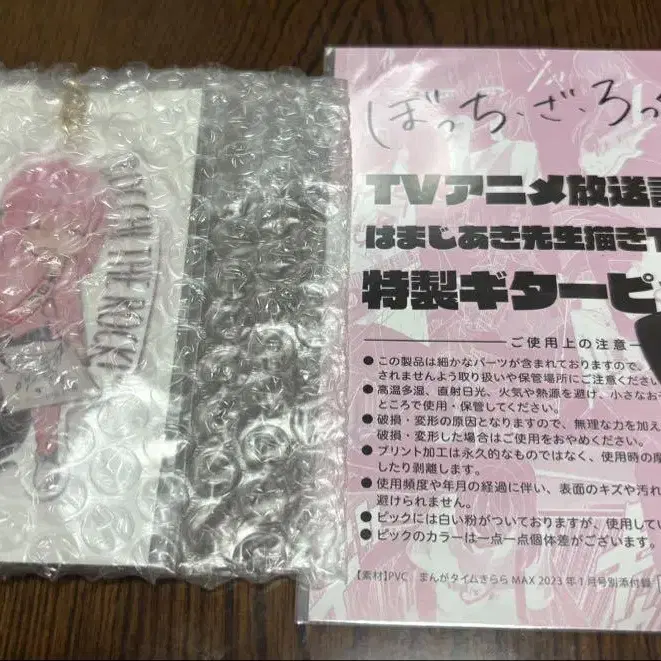 BOCCHI THE ROCK!
ぼっち・ざ・ろっ
TVアニメ放送記
はまじあき先生描き下
特製ギターピ
ご使用上の注意
●この製品は細かなパーツが含まれておりますので、
されませんよう取り扱いや保管場所にご注意ください
●高温多湿、直射日光、火気や熱源を避け、小さなお
ところで使用・保管してください。
●破損・変形の原因となりますので、無理な力を加え
破損・変形した場合はご使用をおやめください。
●プリント加工は永久的なものではなく、使用時の摩
したり剥離します。
●使用頻度や年月の経過に伴い、表面のキズや汚れ
避けられません。
●ピックには白い粉がついておりますが、使用してい
●ピックのカラーは一点一点個体差がございます。
【素材】PVC まんがタイムきららMAX 2023年1月号別添付録